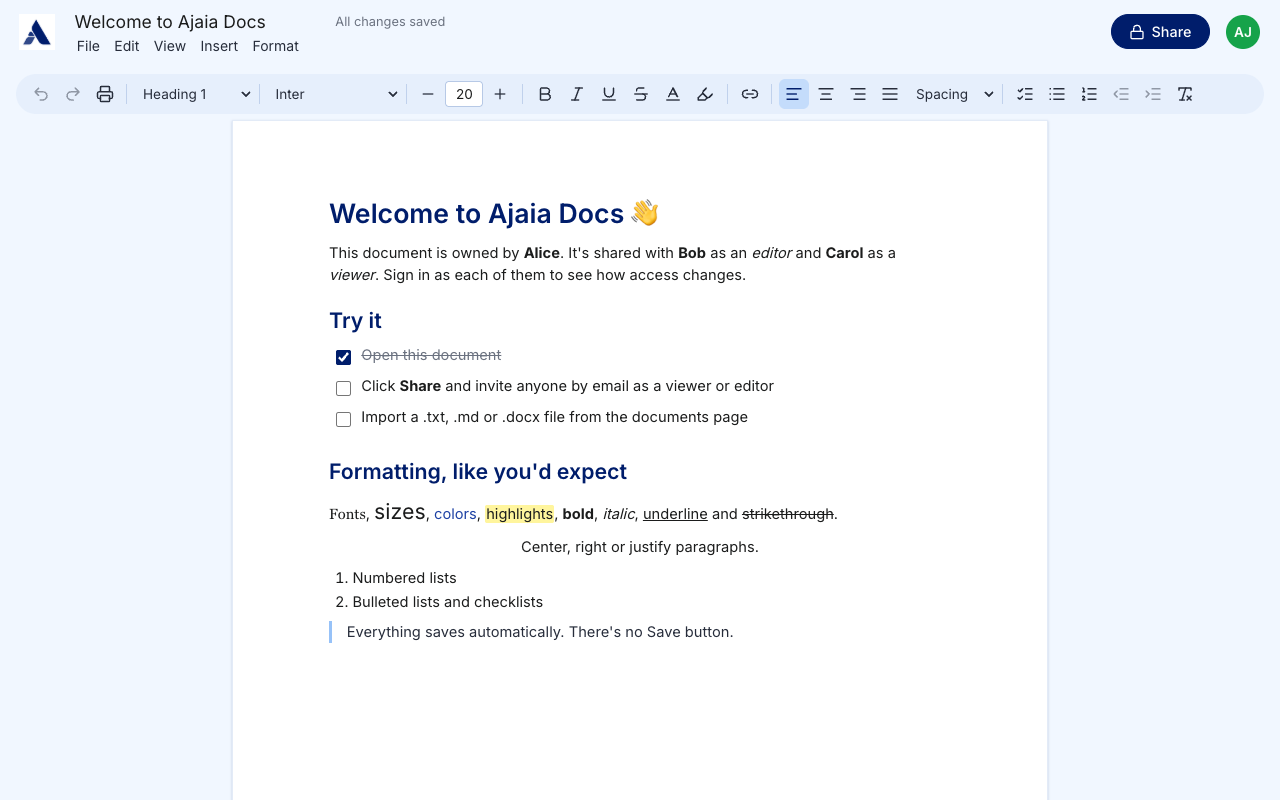 Welcome to Ajaia Docs
All changes saved
File Edit View Insert Format
Share
AJ
Heading 1
Inter
20
Spacing
Welcome to Ajaia Docs 👋
This document is owned by Alice. It's shared with Bob as an editor and Carol as a
viewer. Sign in as each of them to see how access changes.
Try it
Open this document
Click Share and invite anyone by email as a viewer or editor
Import a .txt, .md or .docx file from the documents page
Formatting, like you'd expect
Fonts, sizes, colors, highlights, bold, italic, underline and strikethrough.
Center, right or justify paragraphs.
1. Numbered lists
2. Bulleted lists and checklists
Everything saves automatically. There's no Save button.